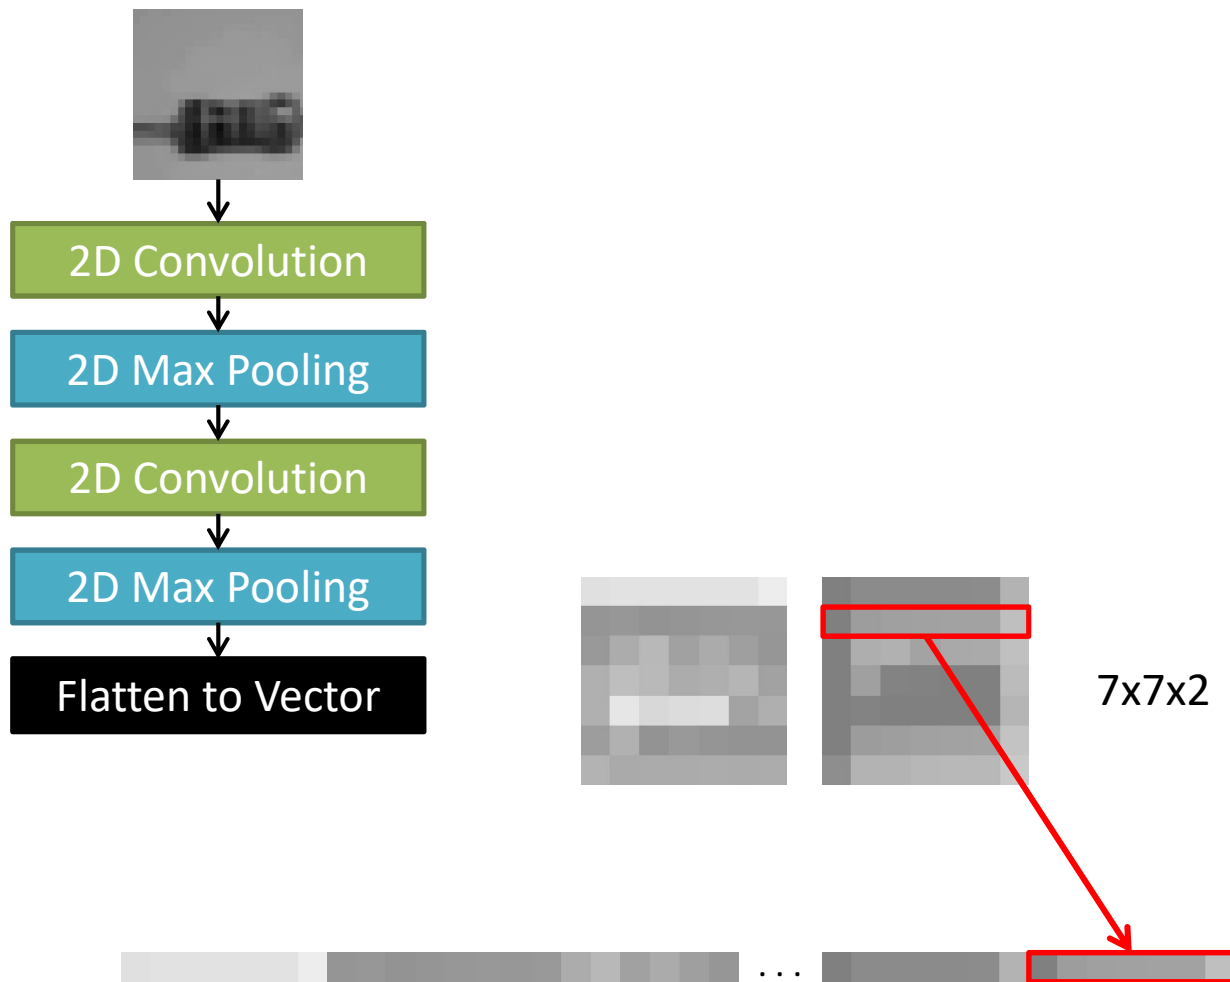 2D Convolution
2D Max Pooling
2D Convolution
2D Max Pooling
Flatten to Vector
7x7x2
. . .